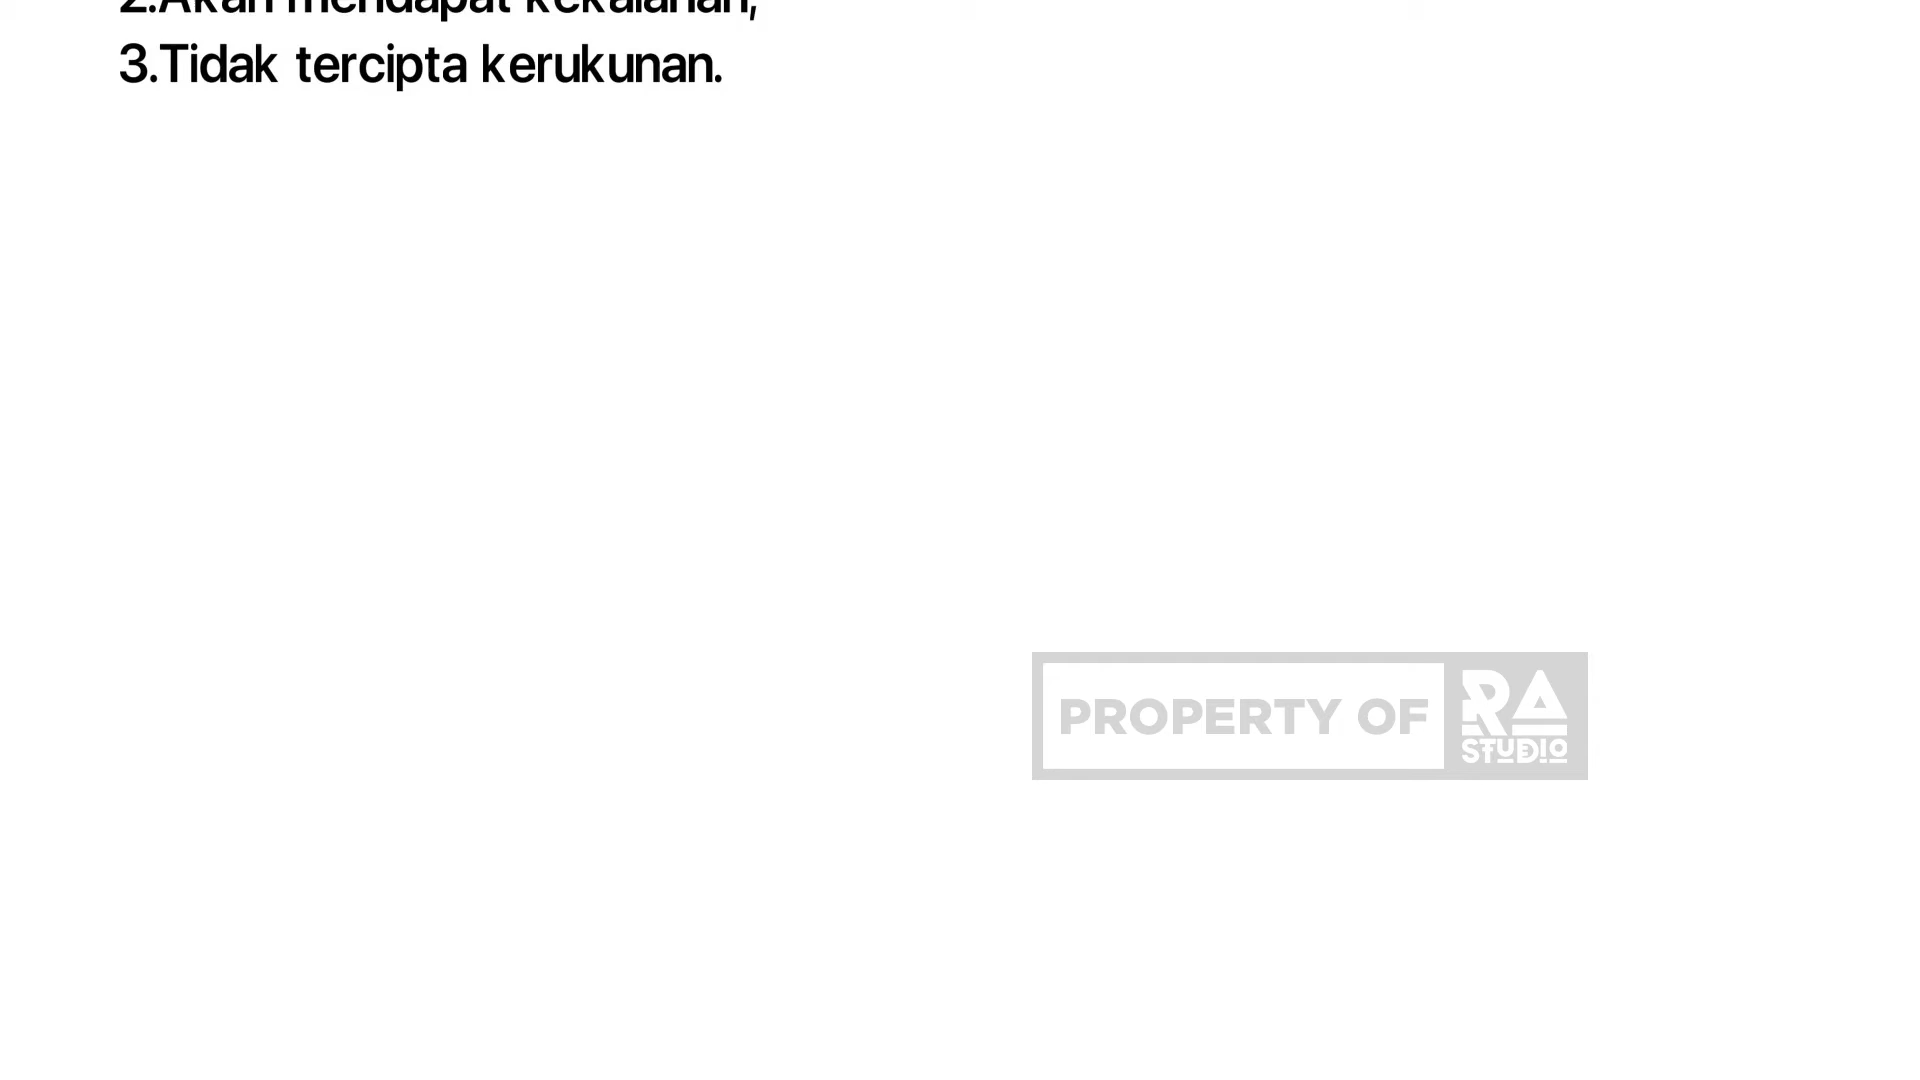 2.Akan mendapat kekalahan,
3.Tidak tercipta kerukunan.
PROPERTY OF
RA
STUDIO